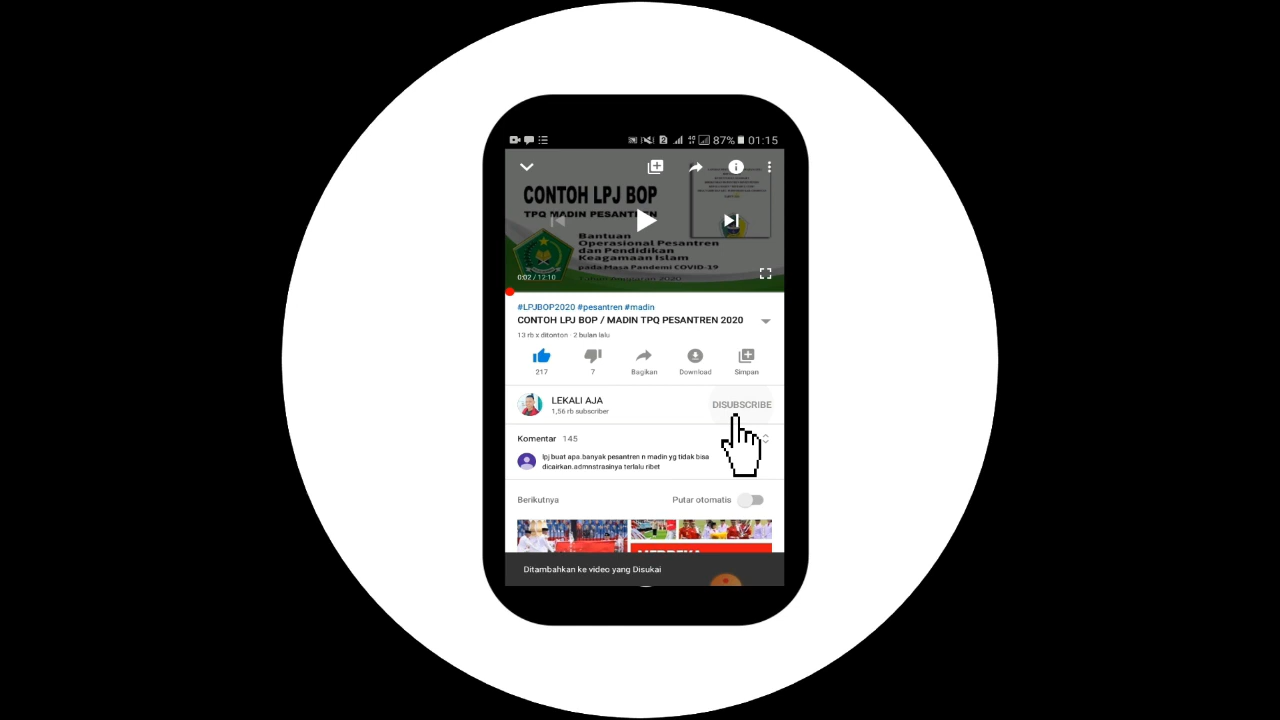 87% 01:15
CONTOH LPJ BOP
TPQ MADIN PESANTREN
Bantuan
Operasional Pesantren
dan Pendidikan
Keagamaan Islam
pada Masa Pandemi COVID-19
Tahun Anggaran 2020
0:02 / 12:10
#LPJBOP2020 #pesantren #madin
CONTOH LPJ BOP / MADIN TPQ PESANTREN 2020
13 rb x ditonton · 2 bulan lalu
217 7 Bagikan Download Simpan
LEKALI AJA
DISUBSCRIBE
1,56 rb subscriber
Komentar 145
lpj buat apa.banyak pesantren n madin yg tidak bisa
dicairkan.admnstrasinya terlalu ribet
Berikutnya Putar otomatis
MERDEKA
Ditambahkan ke video yang Disukai